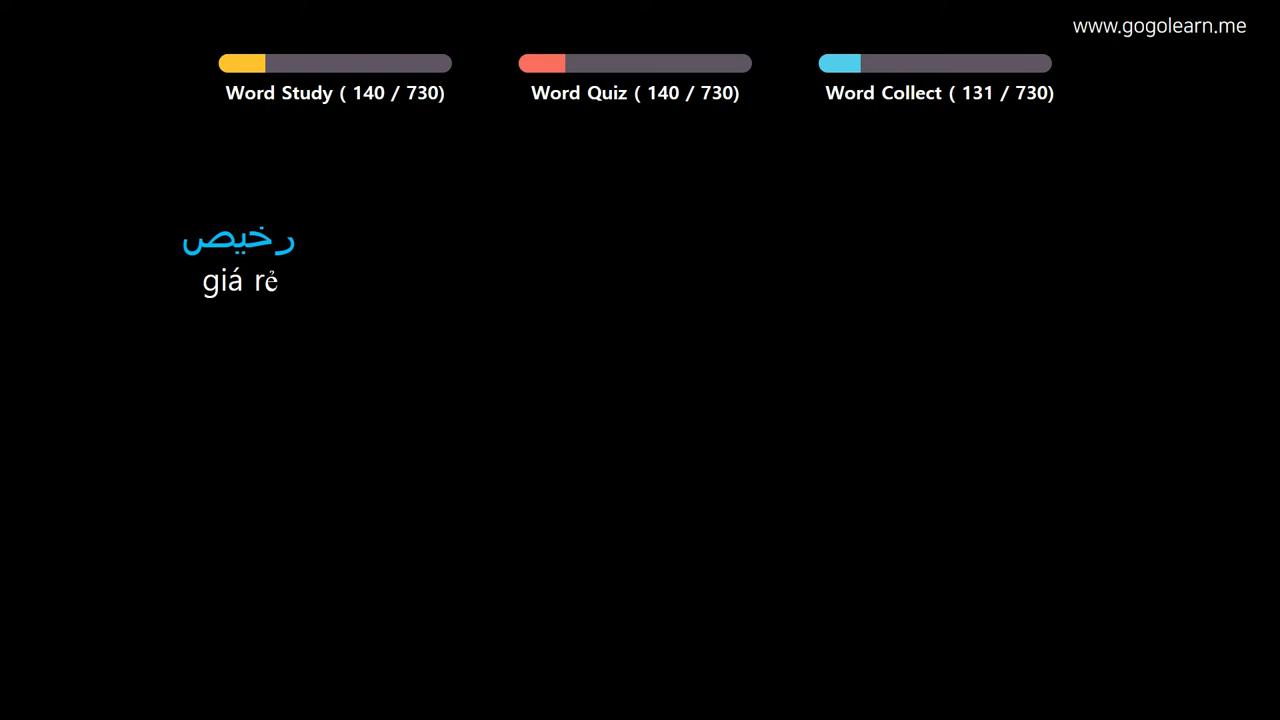 www.gogolearn.me
Word Study ( 140 / 730)
Word Quiz ( 140 / 730)
Word Collect ( 131 / 730)
رخيص
giá rẻ